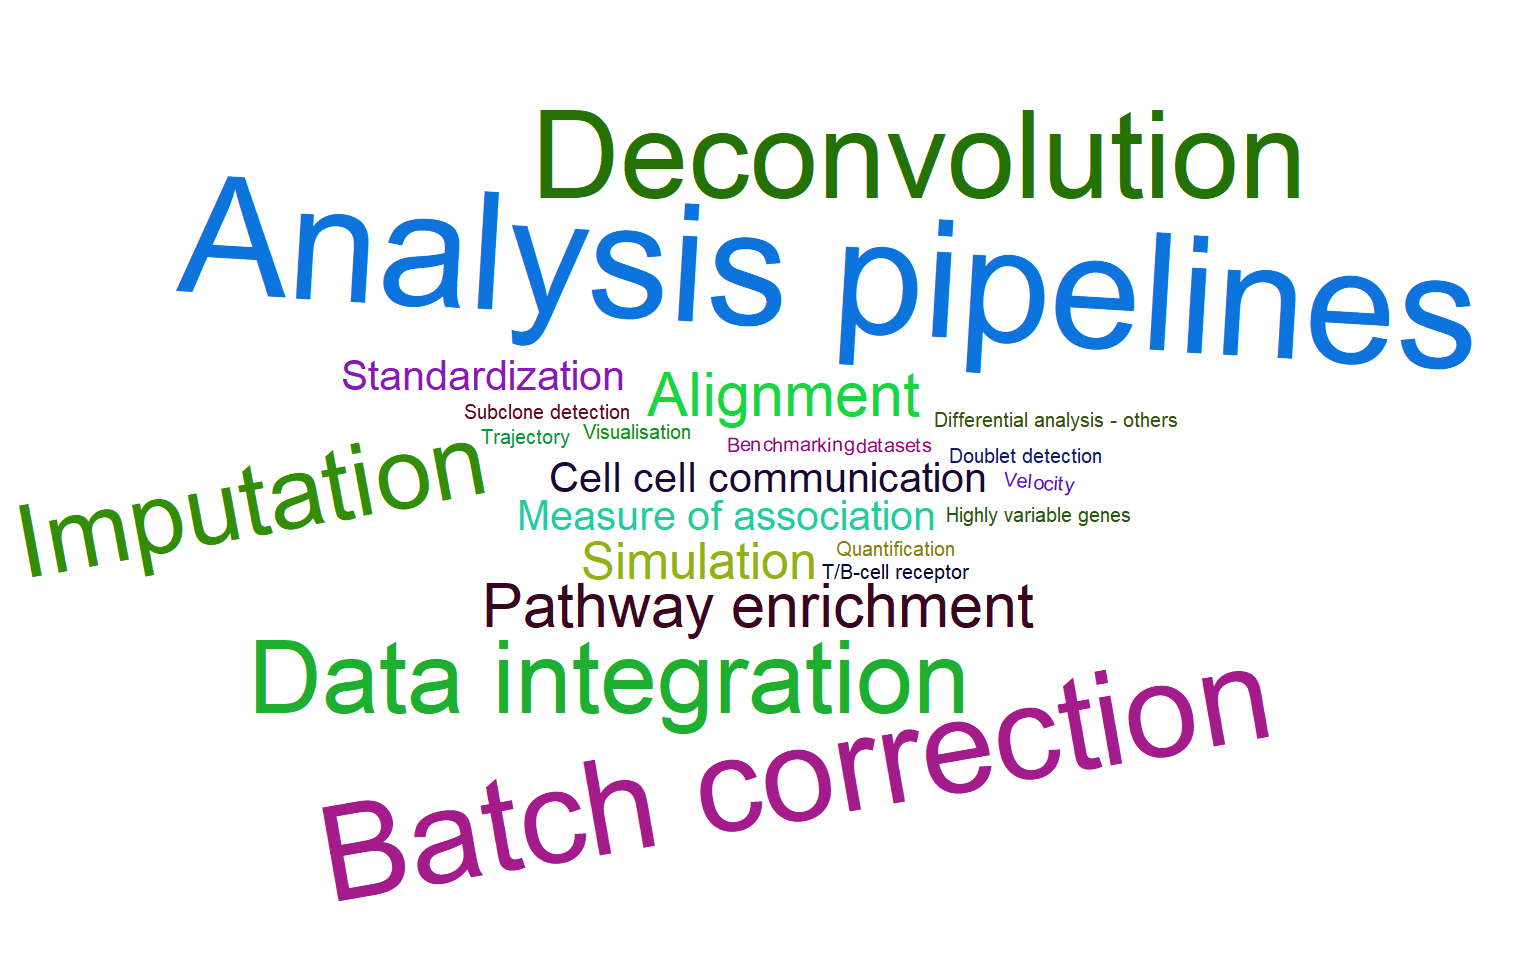 Deconvolution
Analysis pipelines
Standardization
Alignment
Subclone detection
Differential analysis - others
Trajectory
Visualisation
Benchmarkingdatasets
Doublet detection
Imputation
Cell cell communication
Velocity
Measure of association
Highly variable genes
Simulation
Quantification
T/B-cell receptor
Pathway enrichment
Data integration
Batch correction